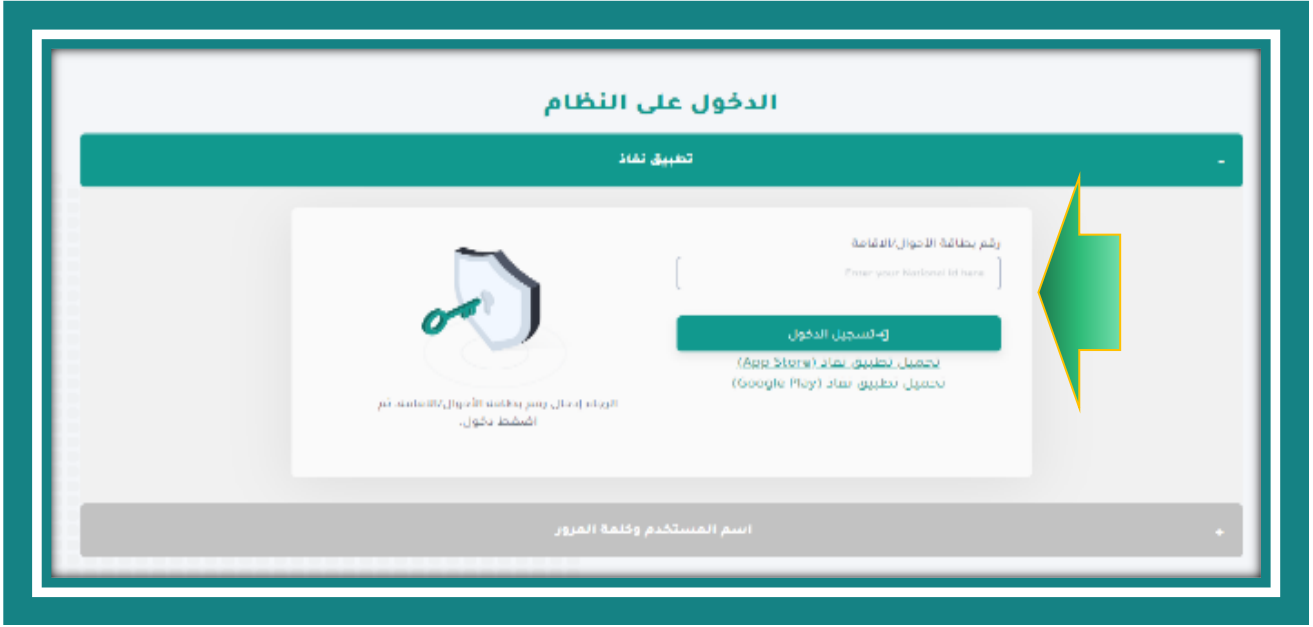 الدخول على النظام
تطبيق نفاذ
-
رقم بطاقة الأحوال/الاقامة
Enter your National Id here
تسجيل الدخول
تحميل تطبيق نفاذ (App Store)
تحميل تطبيق نفاذ (Google Play)
الرجاء إدخال رقم بطاقة الأحوال/الاقامة، ثم
اضغط دخول.
اسم المستخدم وكلمة المرور
+